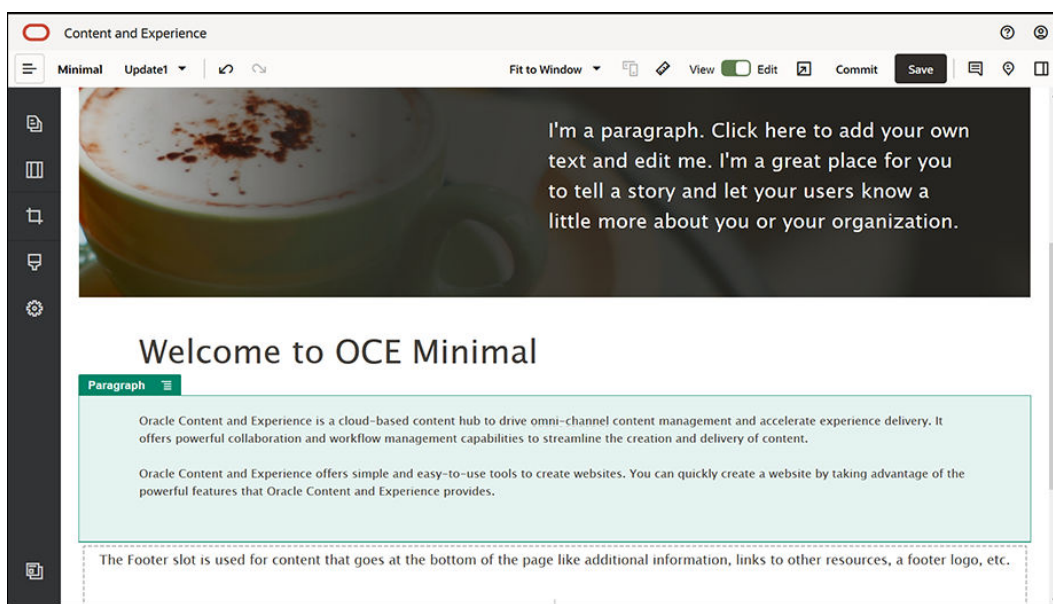 Content and Experience
Minimal Update1 Fit to Window View Edit Commit Save
I'm a paragraph. Click here to add your own
text and edit me. I'm a great place for you
to tell a story and let your users know a
little more about you or your organization.
Welcome to OCE Minimal
Paragraph
Oracle Content and Experience is a cloud-based content hub to drive omni-channel content management and accelerate experience delivery. It
offers powerful collaboration and workflow management capabilities to streamline the creation and delivery of content.
Oracle Content and Experience offers simple and easy-to-use tools to create websites. You can quickly create a website by taking advantage of the
powerful features that Oracle Content and Experience provides.
The Footer slot is used for content that goes at the bottom of the page like additional information, links to other resources, a footer logo, etc.